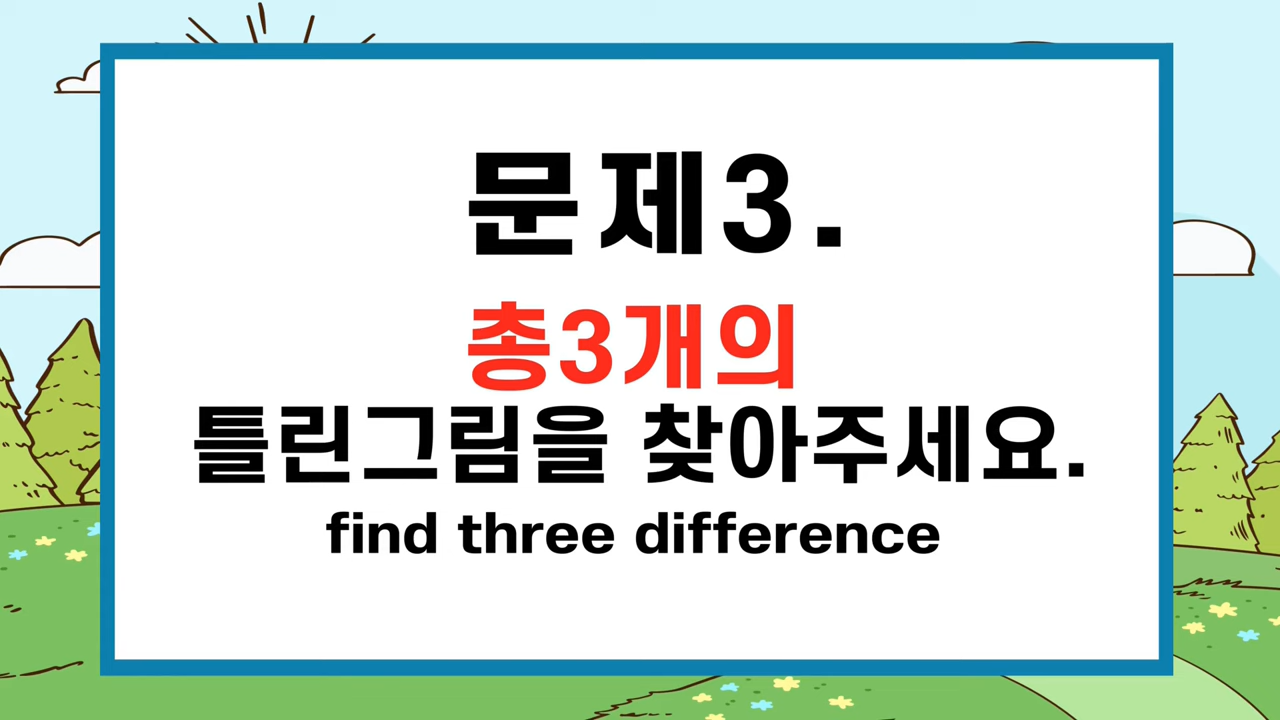 문제3.
총3개의
틀린그림을 찾아주세요.
find three difference